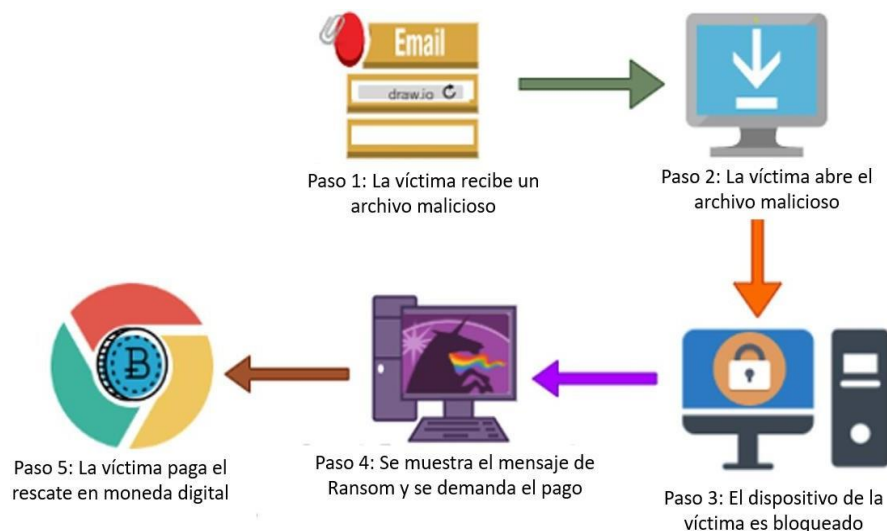 Email
draw.io
Paso 1: La víctima recibe un
archivo malicioso
Paso 2: La víctima abre el
archivo malicioso
Paso 5: La víctima paga el
rescate en moneda digital
Paso 4: Se muestra el mensaje de
Ransom y se demanda el pago
Paso 3: El dispositivo de la
víctima es bloqueado